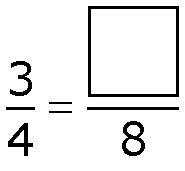 3/4 = □/8